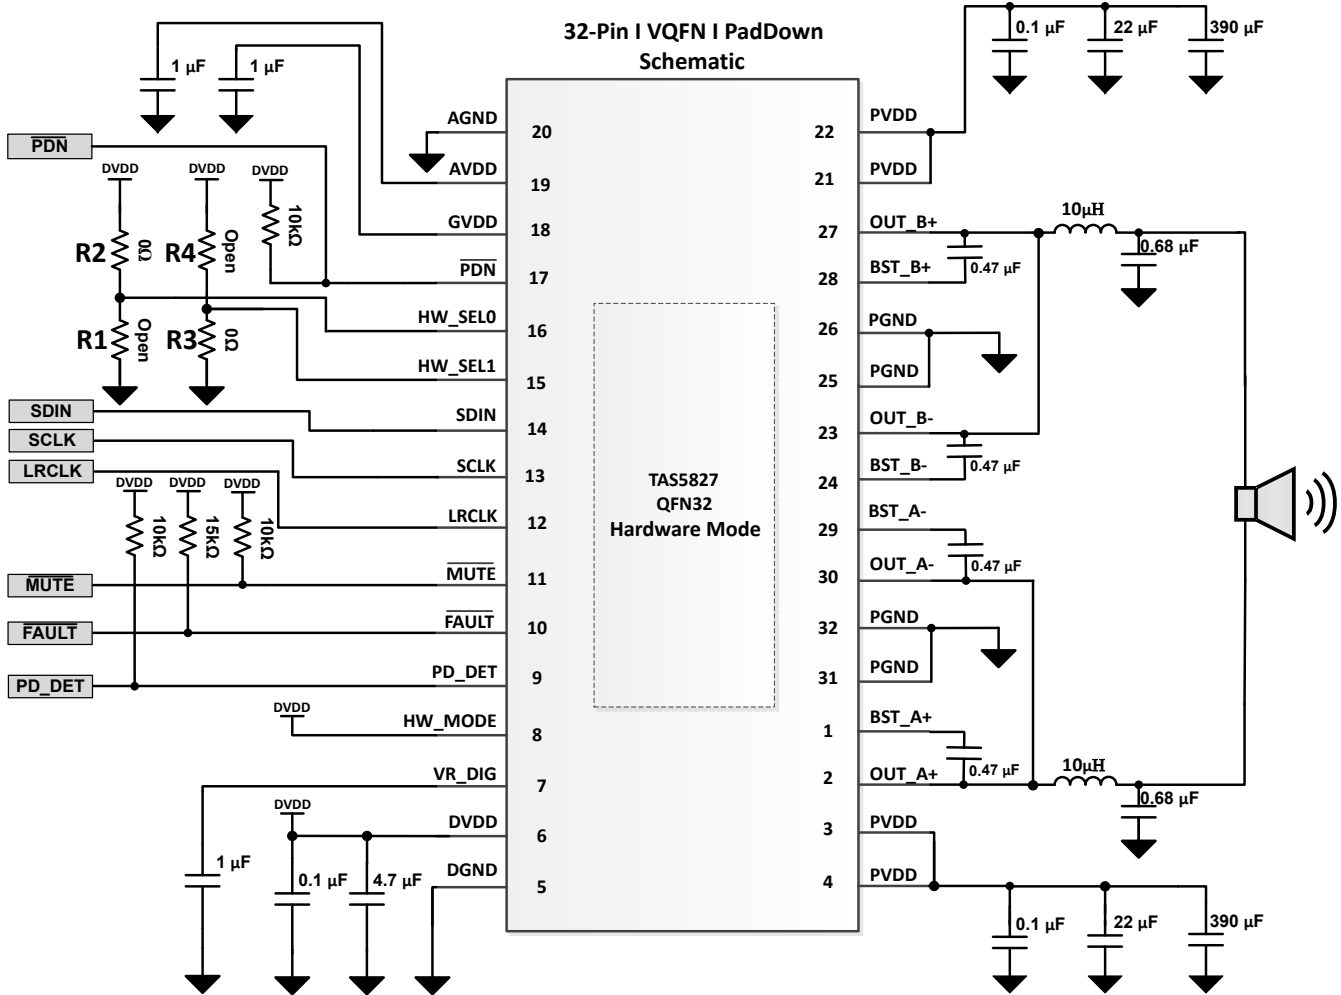 32-Pin I VQFN I PadDown
Schematic
1 µF
1 µF
0.1 µF
22 µF
390 µF
AGND
20
22
PVDD
PDN
AVDD
19
21
PVDD
DVDD
DVDD
DVDD
GVDD
18
27
OUT_B+
10µH
10kΩ
R2
0Ω
R4
Open
0.68 µF
0.47 µF
PDN
17
28
BST_B+
HW_SEL0
16
26
PGND
R1
Open
R3
0Ω
HW_SEL1
15
25
PGND
SDIN
SDIN
14
23
OUT_B-
SCLK
SCLK
13
24
BST_B-
0.47 µF
LRCLK
DVDD
DVDD
DVDD
10kΩ
15kΩ
10kΩ
LRCLK
12
29
BST_A-
TAS5827
QFN32
Hardware Mode
MUTE
MUTE
11
30
OUT_A-
0.47 µF
FAULT
FAULT
10
32
PGND
PD_DET
PD_DET
9
31
PGND
DVDD
HW_MODE
8
1
BST_A+
VR_DIG
7
2
OUT_A+
0.47 µF
10µH
0.68 µF
DVDD
DVDD
6
3
PVDD
1 µF
0.1 µF
4.7 µF
DGND
5
4
PVDD
0.1 µF
22 µF
390 µF